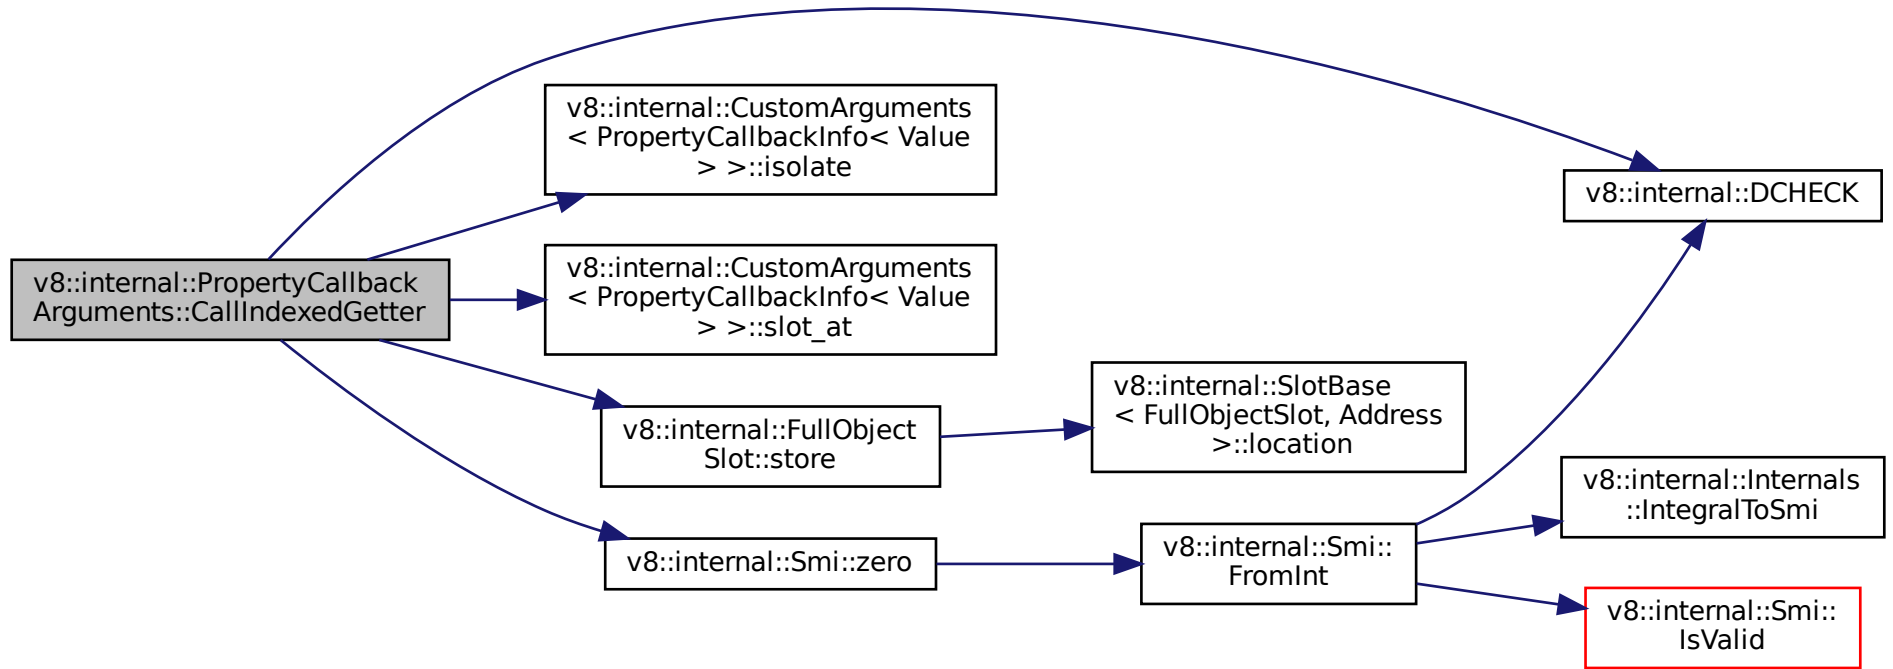 v8::internal::PropertyCallback
Arguments::CallIndexedGetter
v8::internal::CustomArguments
< PropertyCallbackInfo< Value
> >::isolate
v8::internal::CustomArguments
< PropertyCallbackInfo< Value
> >::slot_at
v8::internal::FullObject
Slot::store
v8::internal::Smi::zero
v8::internal::SlotBase
< FullObjectSlot, Address
>::location
v8::internal::Smi::
FromInt
v8::internal::DCHECK
v8::internal::Internals
::IntegralToSmi
v8::internal::Smi::
IsValid